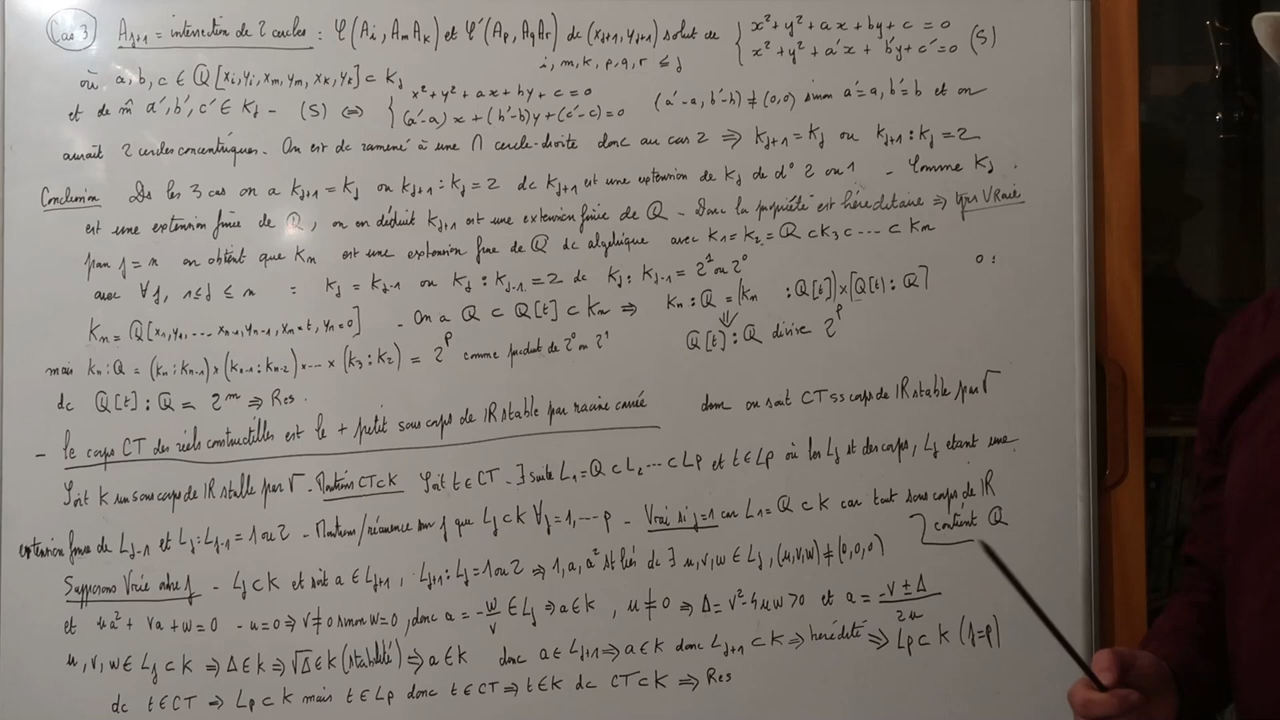 Cas 3 A_{j+1} = intersection de 2 cercles : 𝒞(A_i, A_m A_k) et 𝒞'(A_p, A_q A_r) dc (x_{j+1}, y_{j+1}) solut de { x²+y²+ax+by+c=0
x²+y²+a'x+b'y+c'=0 (S)
i, m, k, p, q, r ≤ j
où a, b, c ∈ ℚ[x_i, y_i, x_m, y_m, x_k, y_k] ⊂ K_j
et de m̂ a', b', c' ∈ K_j - (S) ⟺ { x²+y²+ax+by+c=0
(a'-a)x+(b'-b)y+(c'-c)=0 (a'-a, b'-b) ≠ (0,0) sinon a'=a, b'=b et on
aurait 2 cercles concentriques. On est dc ramené à une ∩ cercle-droite donc au cas 2 ⇒ K_{j+1}=K_j ou K_{j+1}:K_j=2
Conclusion Ds les 3 cas on a K_{j+1}=K_j ou K_{j+1}:K_j=2 dc K_{j+1} est une extension de K_j de d° 2 ou 1 - Comme K_j
est une extension finie de ℚ, on en déduit K_{j+1} est une extension finie de ℚ - Donc la propriété est héréditaire ⇒ tjrs VRaie
pour j=n on obtient que K_n est une extension finie de ℚ dc algébrique avec K_1=K_2=ℚ⊂K_3⊂----⊂K_n
avec ∀j, 1≤j≤n : K_j=K_{j-1} ou K_j:K_{j-1}=2 dc K_j:K_{j-1}=2¹ ou 2⁰
K_n=ℚ[x_1,y_1,...x_{n-1},y_{n-1},x_n=t,y_n=0] - On a ℚ⊂ℚ[t]⊂K_n ⇒ K_n:ℚ=(K_n :ℚ[t])×[ℚ(t):ℚ]
mais K_n:ℚ=(K_n:K_{n-1})×(K_{n-1}:K_{n-2})×---×(K_3:K_2)=2^p comme produit de 2⁰ ou 2¹ ⇓ ℚ[t]:ℚ divise 2^p
dc ℚ[t]:ℚ=2^m ⇒ Res.
- le corps CT des réels constructibles est le + petit sous corps de ℝ stable par racine carrée dem on sait CT ss corps de ℝ stable par √
Soit K un sous corps de ℝ stable par √ - Montrons CT⊂K Soit t∈CT - ∃ suite L_1=ℚ⊂L_2---⊂L_p et t∈L_p où les L_j st des corps, L_j etant une
extension finie de L_{j-1} et L_j:L_{j-1}=1 ou 2 - Montrons/récurrence sur j que L_j⊂K ∀j=1,---p - Vrai si j=1 car L_1=ℚ⊂K car tout sous corps de ℝ
contient ℚ
Supposons Vraie ordre j - L_j⊂K et soit a∈L_{j+1}, L_{j+1}:L_j=1 ou 2 ⇒ 1,a,a² st liés dc ∃ u,v,w∈L_j, (u,v,w)≠(0,0,0)
et ua²+va+w=0 - u=0 ⇒ v≠0 sinon w=0, donc a=-w/v ∈L_j ⇒ a∈K, u≠0 ⇒ Δ=v²-4uw>0 et a=(-v±Δ)/2u
u,v,w∈L_j⊂K ⇒ Δ∈K ⇒ √Δ∈K (stabilité) ⇒ a∈K donc a∈L_{j+1} ⇒ a∈K donc L_{j+1}⊂K ⇒ hérédité ⇒ L_p⊂K (j=p)
dc t∈CT ⇒ L_p⊂K mais t∈L_p donc t∈CT ⇒ t∈K dc CT⊂K ⇒ Res